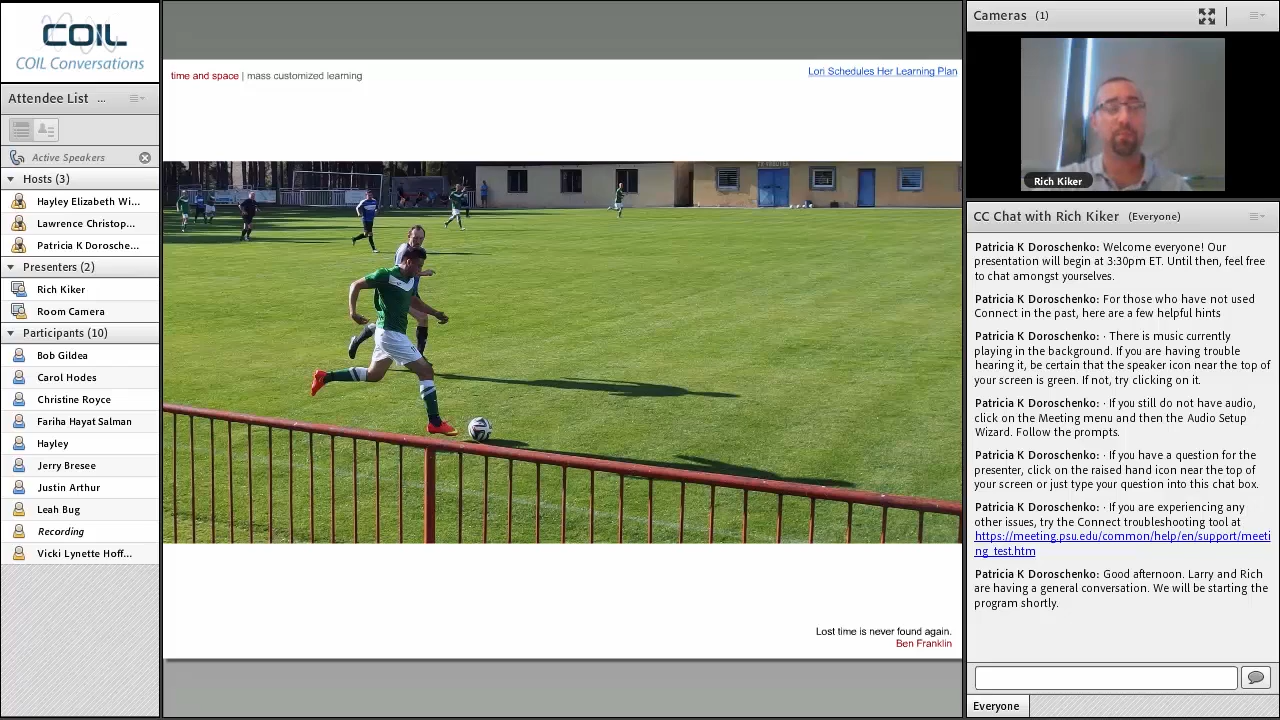 COIL
COIL Conversations
Attendee List ...
Active Speakers
Hosts (3)
Hayley Elizabeth Wi...
Lawrence Christop...
Patricia K Dorosche...
Presenters (2)
Rich Kiker
Room Camera
Participants (10)
Bob Gildea
Carol Hodes
Christine Royce
Fariha Hayat Salman
Hayley
Jerry Bresee
Justin Arthur
Leah Bug
Recording
Vicki Lynette Hoff...
time and space | mass customized learning
Lori Schedules Her Learning Plan
Lost time is never found again.
Ben Franklin
Cameras (1)
Rich Kiker
CC Chat with Rich Kiker (Everyone)
Patricia K Doroschenko: Welcome everyone! Our
presentation will begin at 3:30pm ET. Until then, feel free
to chat amongst yourselves.
Patricia K Doroschenko: For those who have not used
Connect in the past, here are a few helpful hints
Patricia K Doroschenko: · There is music currently
playing in the background. If you are having trouble
hearing it, be certain that the speaker icon near the top of
your screen is green. If not, try clicking on it.
Patricia K Doroschenko: · If you still do not have audio,
click on the Meeting menu and then the Audio Setup
Wizard. Follow the prompts.
Patricia K Doroschenko: · If you have a question for the
presenter, click on the raised hand icon near the top of
your screen or just type your question into this chat box.
Patricia K Doroschenko: · If you are experiencing any
other issues, try the Connect troubleshooting tool at
https://meeting.psu.edu/common/help/en/support/meeti
ng_test.htm
Patricia K Doroschenko: Good afternoon. Larry and Rich
are having a general conversation. We will be starting the
program shortly.
Everyone